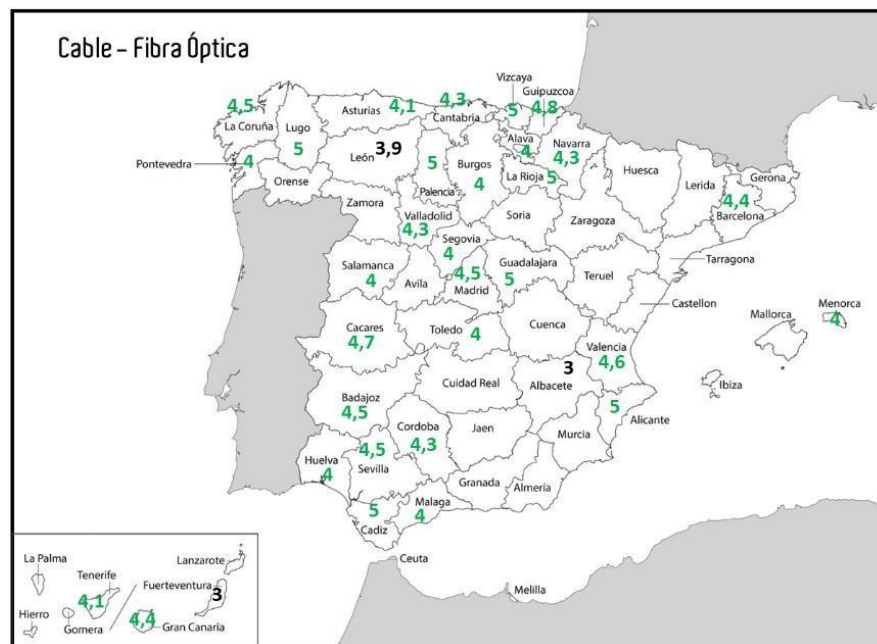 Cable – Fibra Óptica
Vizcaya
Guipuzcoa
4,5
Asturias
4,1
4,3
Cantabria
5
4,8
La Coruña
Lugo
5
León
3,9
Alava
4
Navarra
4,3
Pontevedra
4
5
Palencia
Burgos
4
La Rioja
5
Huesca
Lerida
Gerona
Orense
4,4
Barcelona
Zamora
Valladolid
4,3
Soria
Zaragoza
Segovia
4
Salamanca
4
Avila
4,5
Madrid
Guadalajara
5
Teruel
Tarragona
Castellon
Mallorca
Menorca
4
Cacares
4,7
Toledo
4
Cuenca
Valencia
4,6
3
Albacete
Ibiza
Badajoz
4,5
Cuidad Real
5
Alicante
Cordoba
4,3
Jaen
Murcia
4,5
Sevilla
Huelva
4
Granada
Almería
5
Cadiz
Malaga
4
Ceuta
Melilla
La Palma
Lanzarote
Tenerife
4,1
Fuerteventura
3
Hierro
Gomera
4,4
Gran Canaria